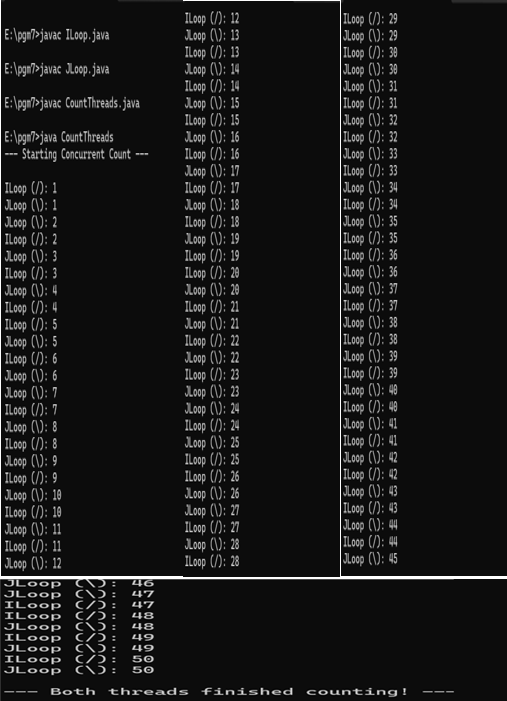 E:\pgm7>javac ILoop.java
E:\pgm7>javac JLoop.java
E:\pgm7>javac CountThreads.java
E:\pgm7>java CountThreads
--- Starting Concurrent Count ---
ILoop (/): 1
JLoop (\): 1
JLoop (\): 2
ILoop (/): 2
JLoop (\): 3
ILoop (/): 3
JLoop (\): 4
ILoop (/): 4
ILoop (/): 5
JLoop (\): 5
ILoop (/): 6
JLoop (\): 6
JLoop (\): 7
ILoop (/): 7
JLoop (\): 8
ILoop (/): 8
JLoop (\): 9
ILoop (/): 9
JLoop (\): 10
ILoop (/): 10
JLoop (\): 11
ILoop (/): 11
JLoop (\): 12
ILoop (/): 12
JLoop (\): 13
ILoop (/): 13
JLoop (\): 14
ILoop (/): 14
JLoop (\): 15
ILoop (/): 15
JLoop (\): 16
ILoop (/): 16
JLoop (\): 17
ILoop (/): 17
JLoop (\): 18
ILoop (/): 18
JLoop (\): 19
ILoop (/): 19
ILoop (/): 20
JLoop (\): 20
ILoop (/): 21
JLoop (\): 21
ILoop (/): 22
JLoop (\): 22
ILoop (/): 23
JLoop (\): 23
JLoop (\): 24
ILoop (/): 24
JLoop (\): 25
ILoop (/): 25
ILoop (/): 26
JLoop (\): 26
JLoop (\): 27
ILoop (/): 27
JLoop (\): 28
ILoop (/): 28
ILoop (/): 29
JLoop (\): 29
ILoop (/): 30
JLoop (\): 30
JLoop (\): 31
ILoop (/): 31
JLoop (\): 32
ILoop (/): 32
JLoop (\): 33
ILoop (/): 33
JLoop (\): 34
ILoop (/): 34
JLoop (\): 35
ILoop (/): 35
ILoop (/): 36
JLoop (\): 36
JLoop (\): 37
ILoop (/): 37
JLoop (\): 38
ILoop (/): 38
JLoop (\): 39
ILoop (/): 39
JLoop (\): 40
ILoop (/): 40
JLoop (\): 41
ILoop (/): 41
JLoop (\): 42
ILoop (/): 42
JLoop (\): 43
ILoop (/): 43
JLoop (\): 44
ILoop (/): 44
JLoop (\): 45
JLoop (\): 46
JLoop (\): 47
ILoop (/): 47
ILoop (/): 48
JLoop (\): 48
ILoop (/): 49
JLoop (\): 49
ILoop (/): 50
JLoop (\): 50
--- Both threads finished counting! ---